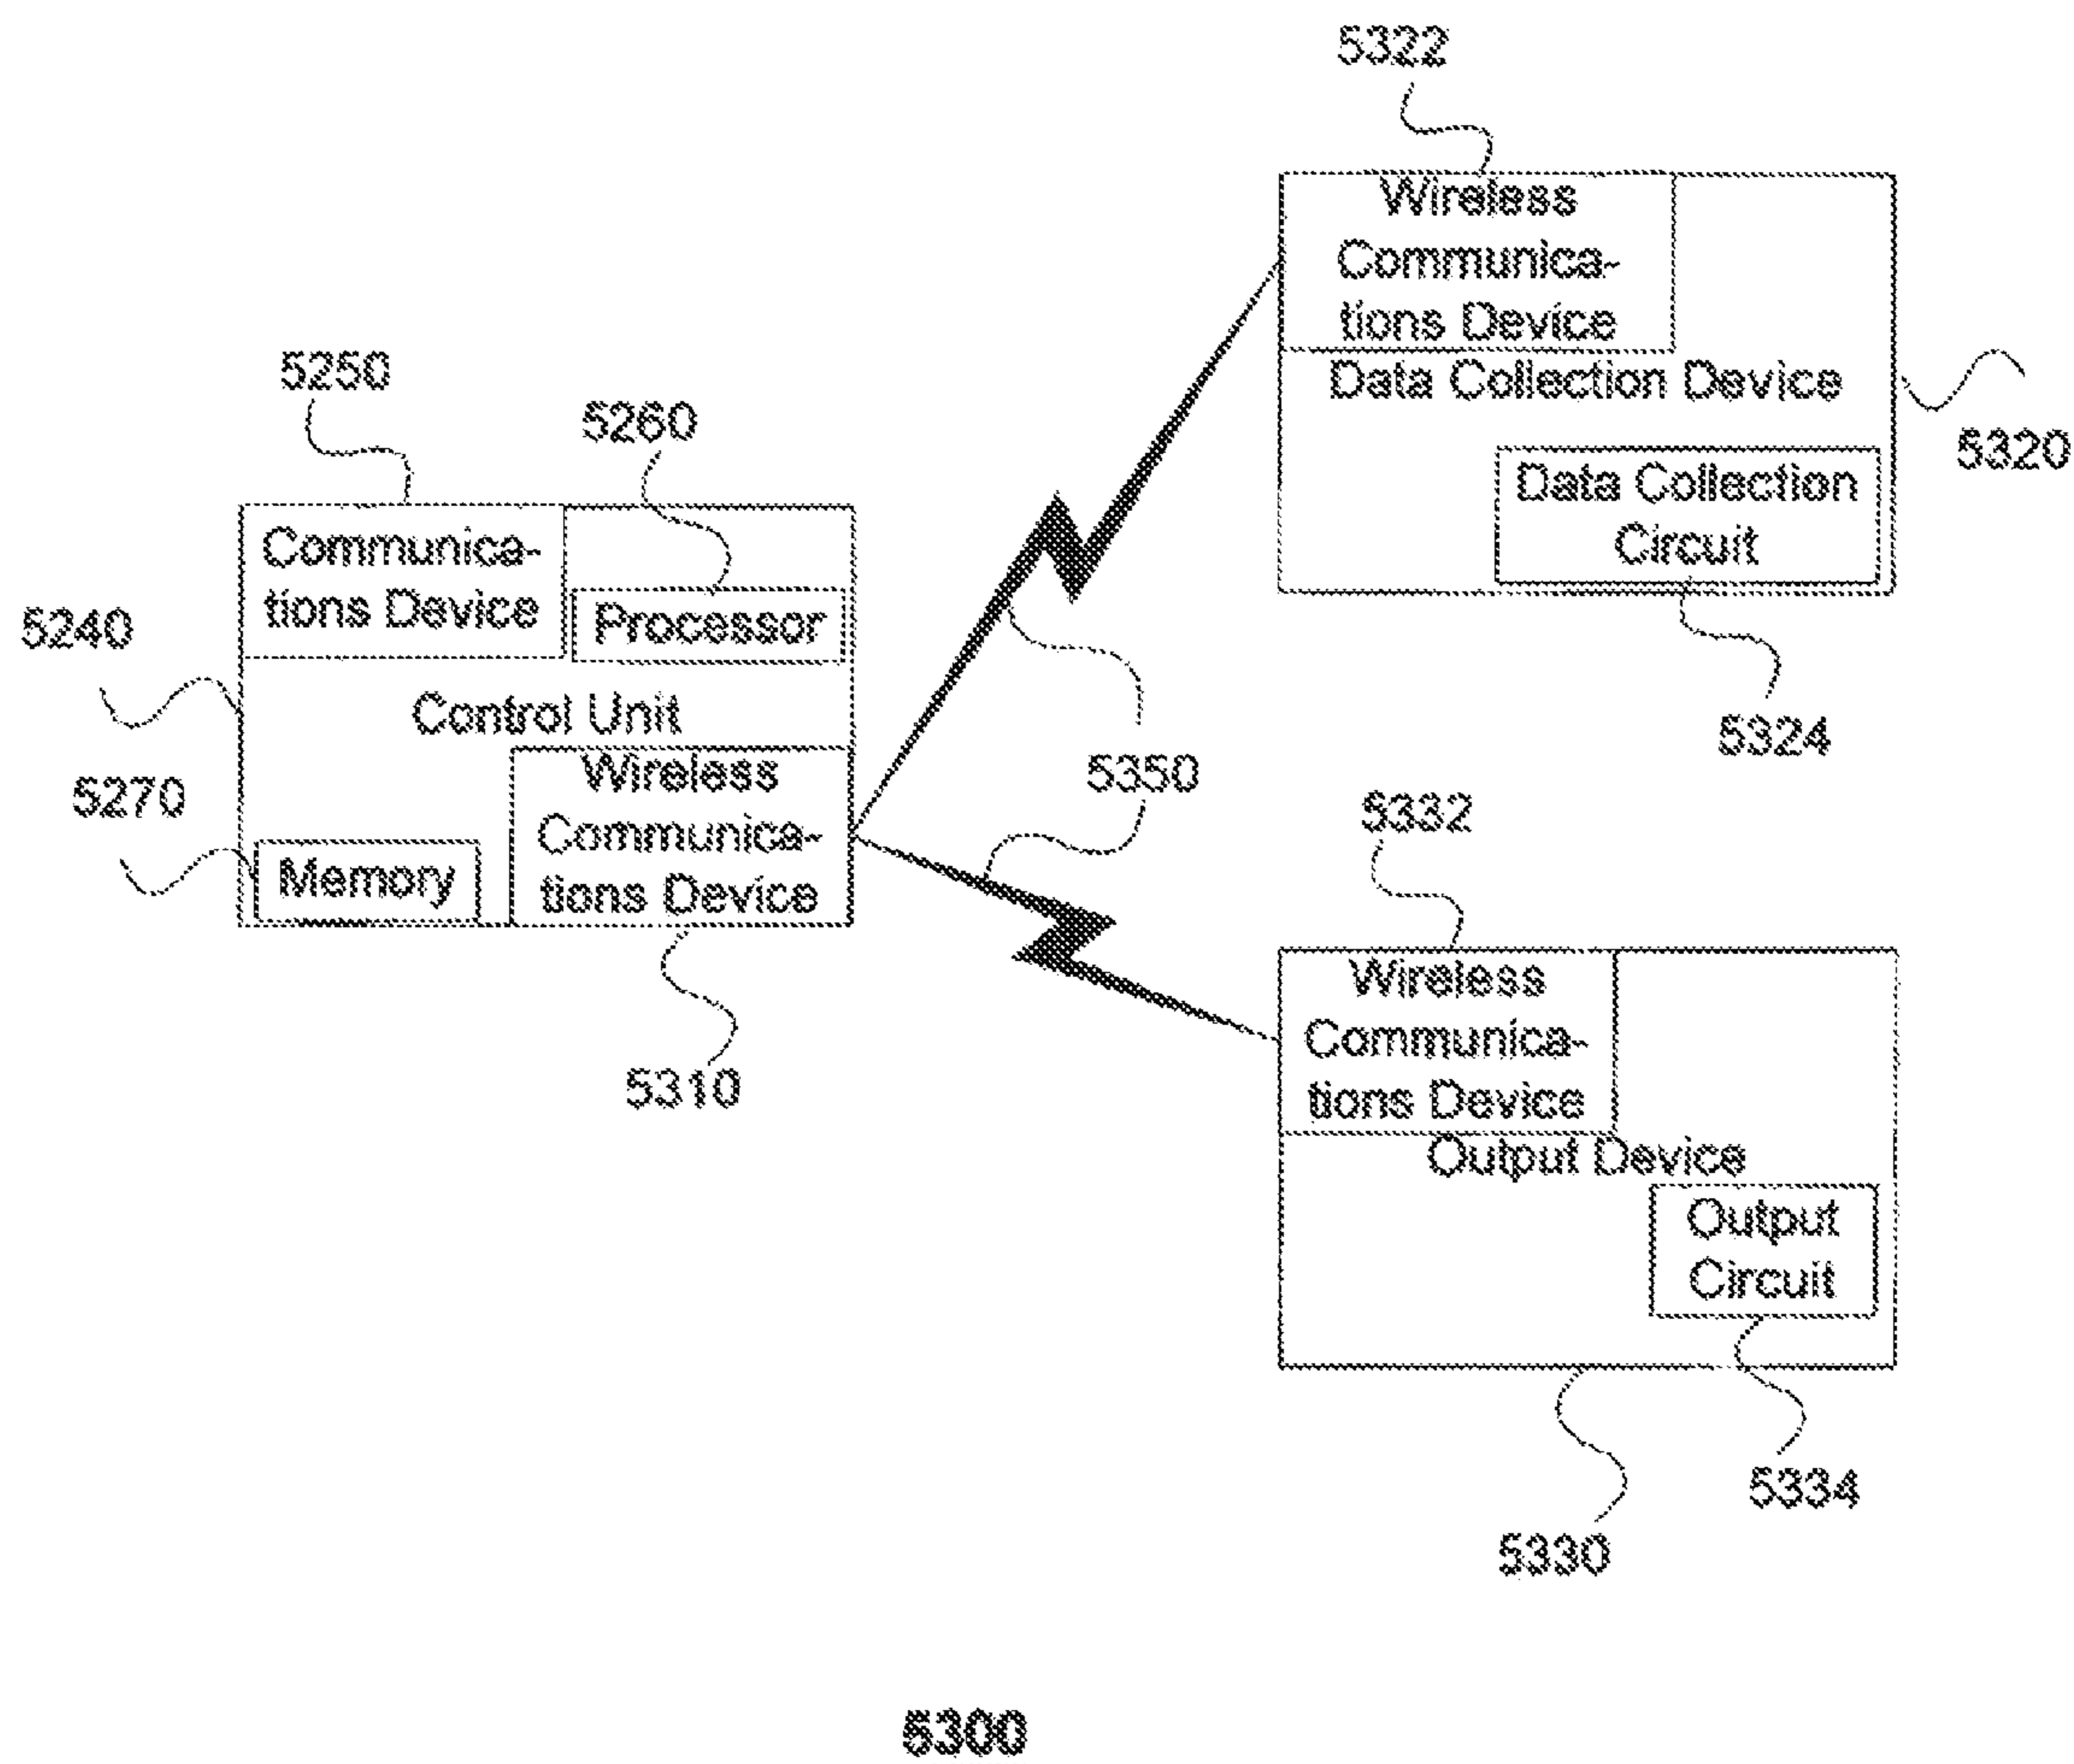 5322
Wireless
Communica-
tions Device
Data Collection Device
5320
Data Collection
Circuit
5324
5250
5260
Communica-
tions Device
Processor
5240
Control Unit
5270
Wireless
Communica-
tions Device
Memory
5310
5350
5332
Wireless
Communica-
tions Device
Output Device
Output
Circuit
5334
5330
5300